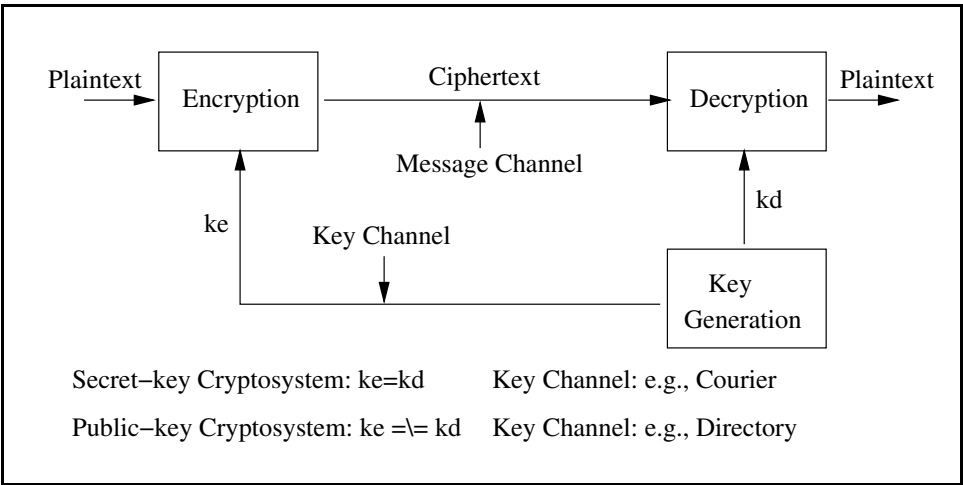 Plaintext
Encryption
Ciphertext
Decryption
Plaintext
Message Channel
ke
kd
Key Channel
Key
Generation
Secret−key Cryptosystem: ke=kd
Key Channel: e.g., Courier
Public−key Cryptosystem: ke =\= kd
Key Channel: e.g., Directory